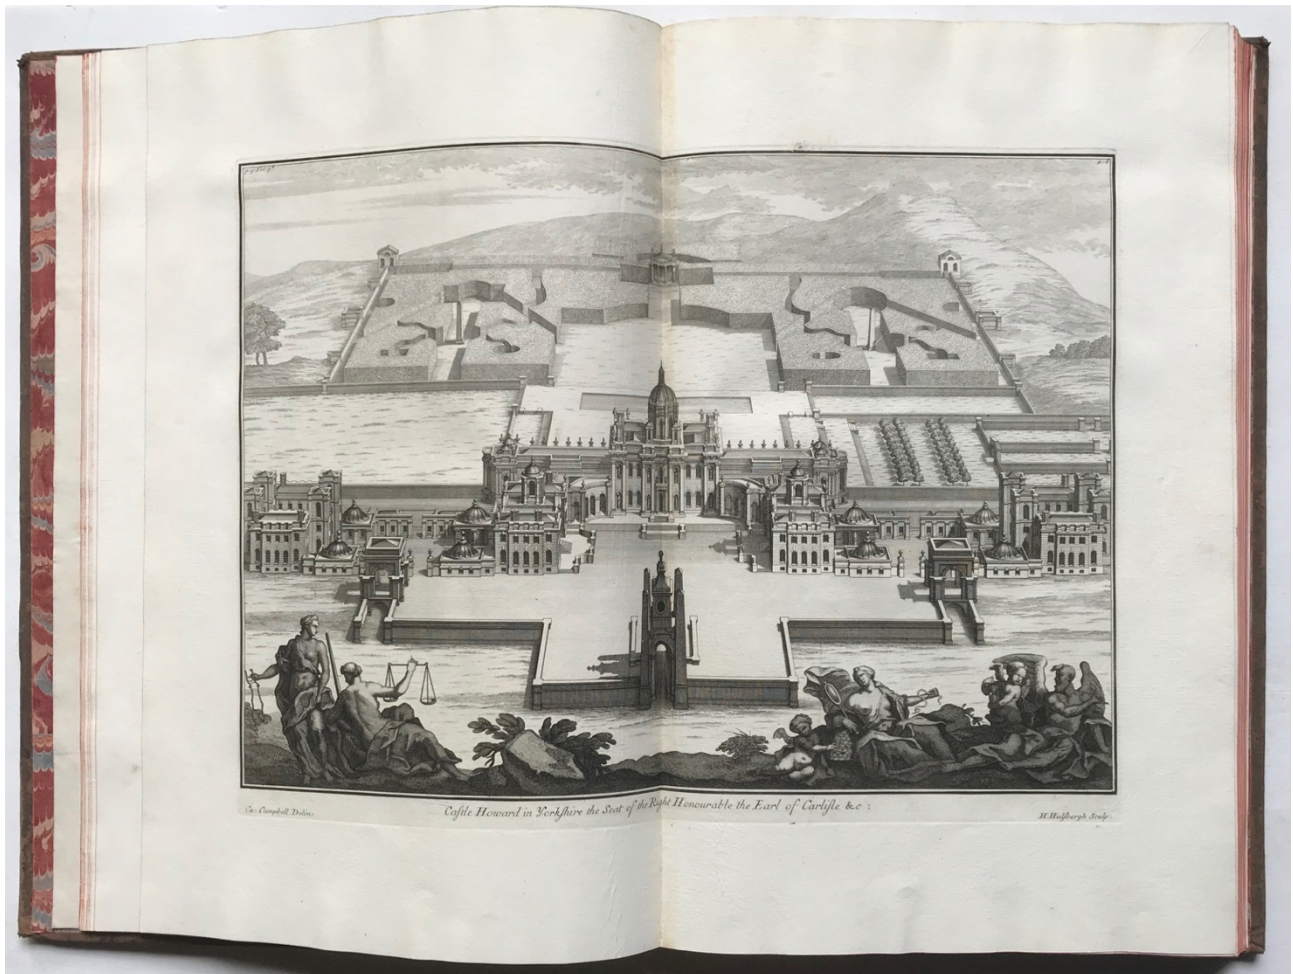 Caſtle Howard in Yorkſhire the Seat of the Right Honourable the Earl of Carliſle &c :
Ca: Campbell Delin:
H. Hulſbergh Sculp: